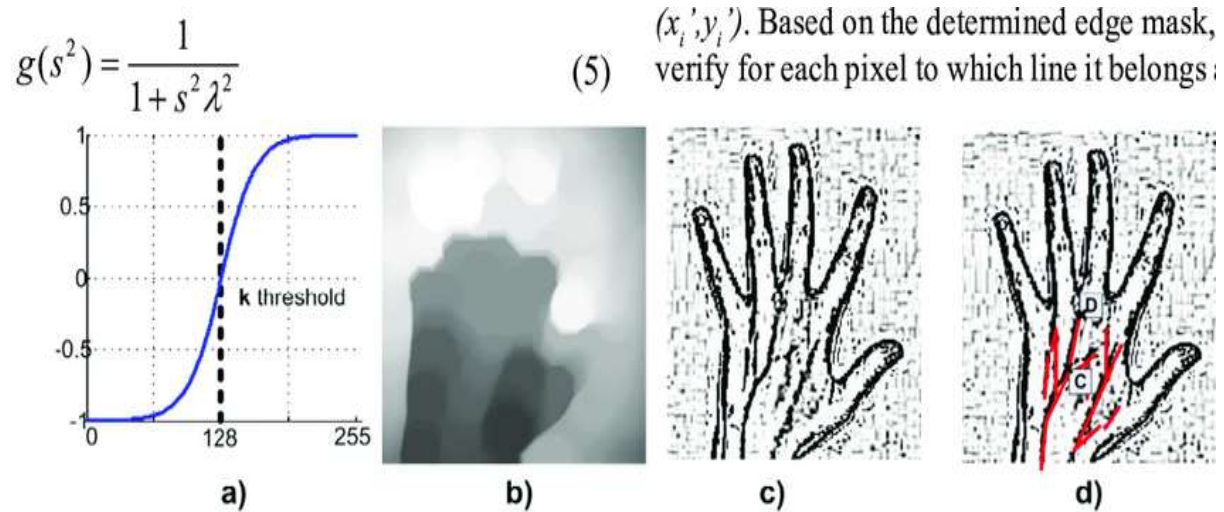 g(s²) = 1 / (1 + s²λ²)
(5)
(xᵢ’,yᵢ’). Based on the determined edge mask,
verify for each pixel to which line it belongs
1
0.5
0
-0.5
-1
k threshold
0 128 255
D
C
a) b) c) d)